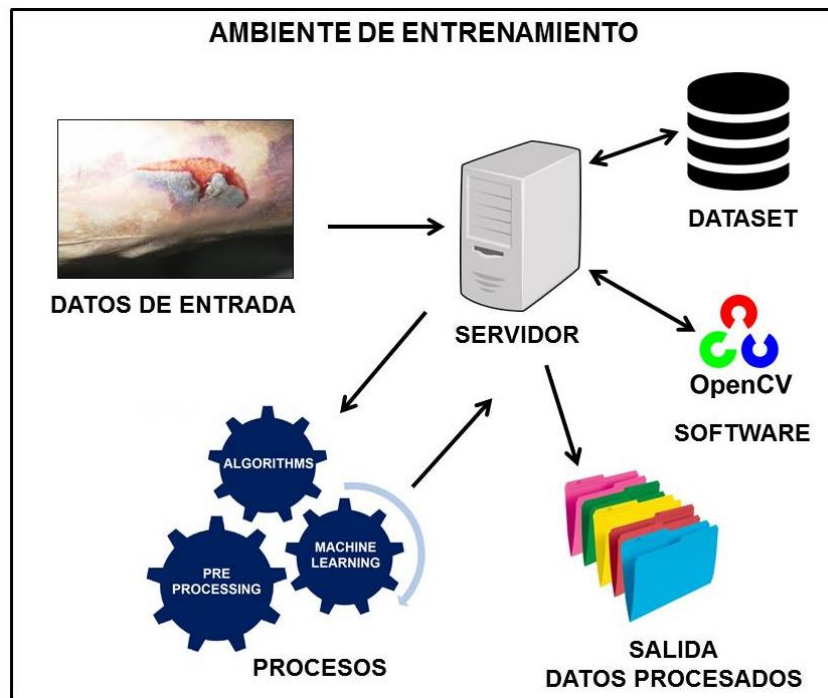 AMBIENTE DE ENTRENAMIENTO
DATASET
DATOS DE ENTRADA
SERVIDOR
OpenCV
SOFTWARE
ALGORITHMS
MACHINE
LEARNING
PRE
PROCESSING
PROCESOS
SALIDA
DATOS PROCESADOS